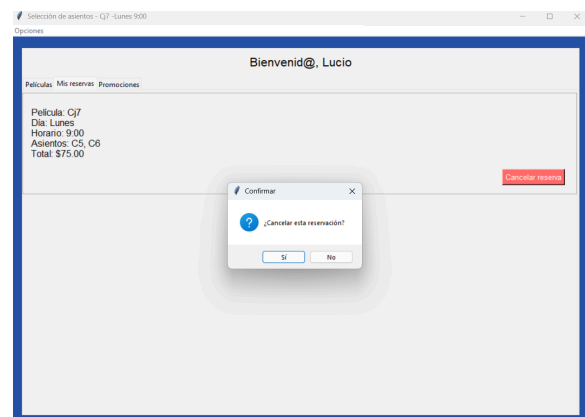 Selección de asientos - Cj7 -Lunes 9:00
Opciones
Bienvenid@, Lucio
Películas Mis reservas Promociones
Película: Cj7
Día: Lunes
Horario: 9:00
Asientos: C5, C6
Total: $75.00
Cancelar reserva
Confirmar
¿Cancelar esta reservación?
Sí No